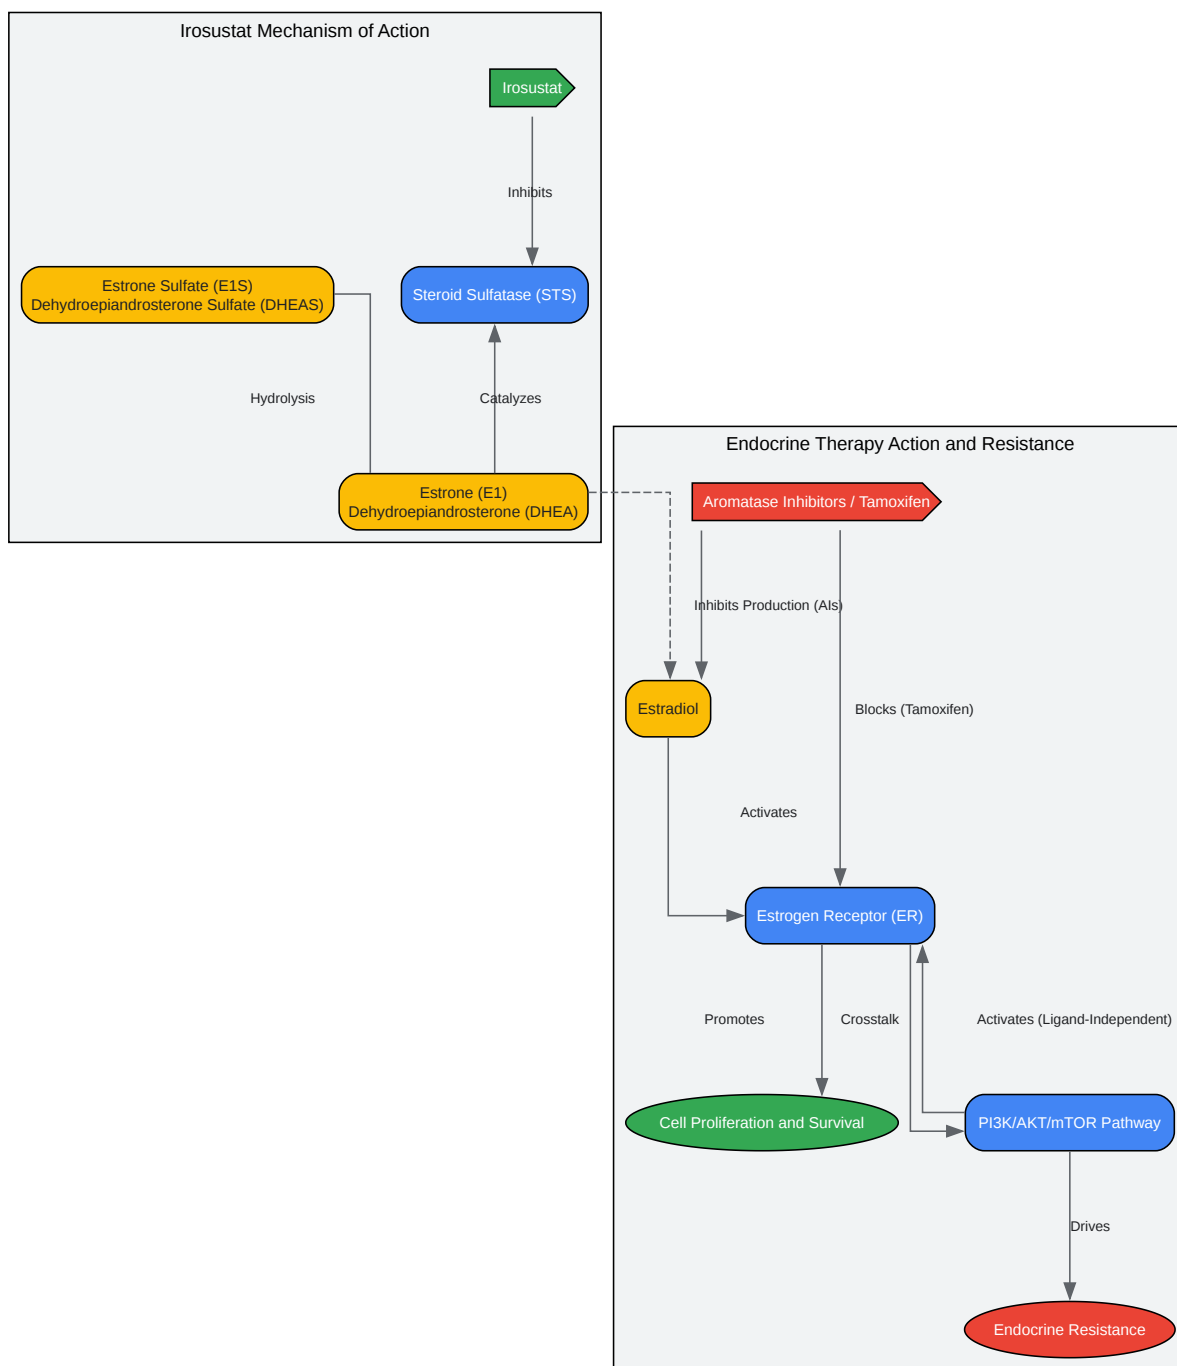 Irosustat Mechanism of Action
Irosustat
Inhibits
Estrone Sulfate (E1S)
Dehydroepiandrosterone Sulfate (DHEAS)
Steroid Sulfatase (STS)
Hydrolysis
Catalyzes
Estrone (E1)
Dehydroepiandrosterone (DHEA)
Endocrine Therapy Action and Resistance
Aromatase Inhibitors / Tamoxifen
Inhibits Production (AIs)
Estradiol
Blocks (Tamoxifen)
Activates
Estrogen Receptor (ER)
Promotes
Crosstalk
Activates (Ligand-Independent)
Cell Proliferation and Survival
PI3K/AKT/mTOR Pathway
Drives
Endocrine Resistance